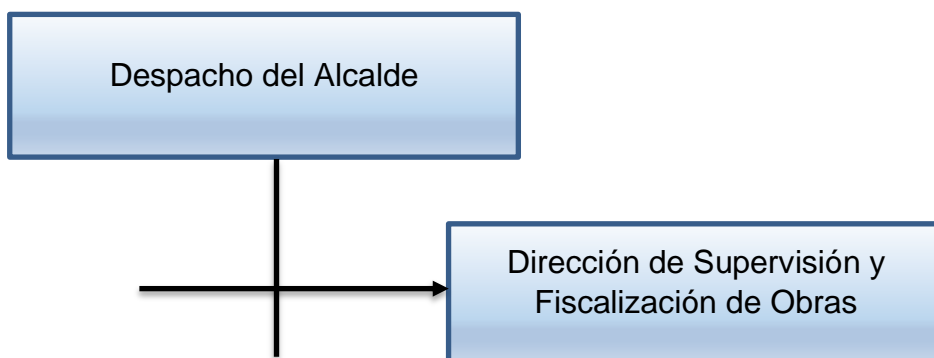 Despacho del Alcalde
Dirección de Supervisión y
Fiscalización de Obras